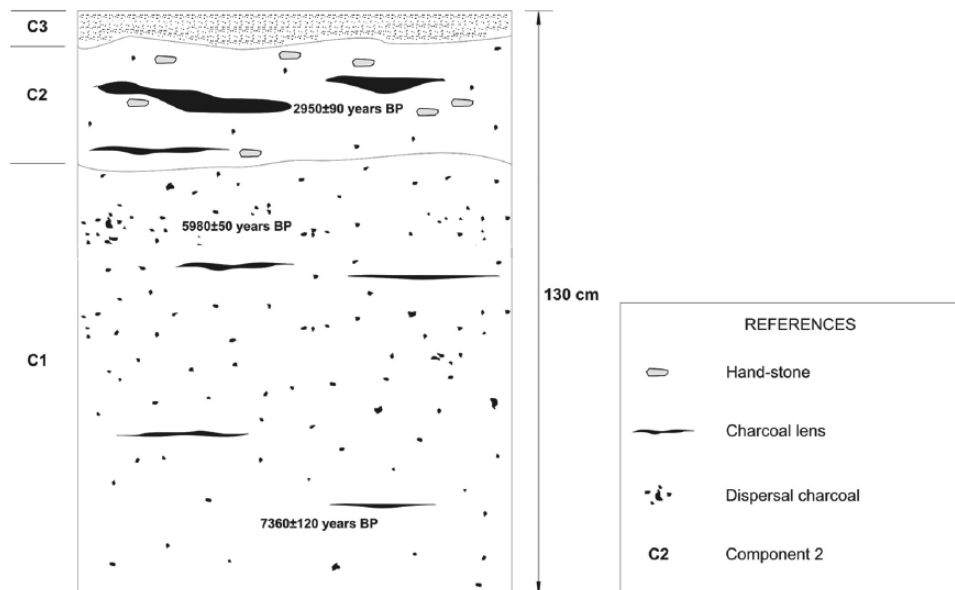 C3
C2
2950±90 years BP
5980±50 years BP
130 cm
C1
7360±120 years BP
REFERENCES
Hand-stone
Charcoal lens
Dispersal charcoal
C2 Component 2